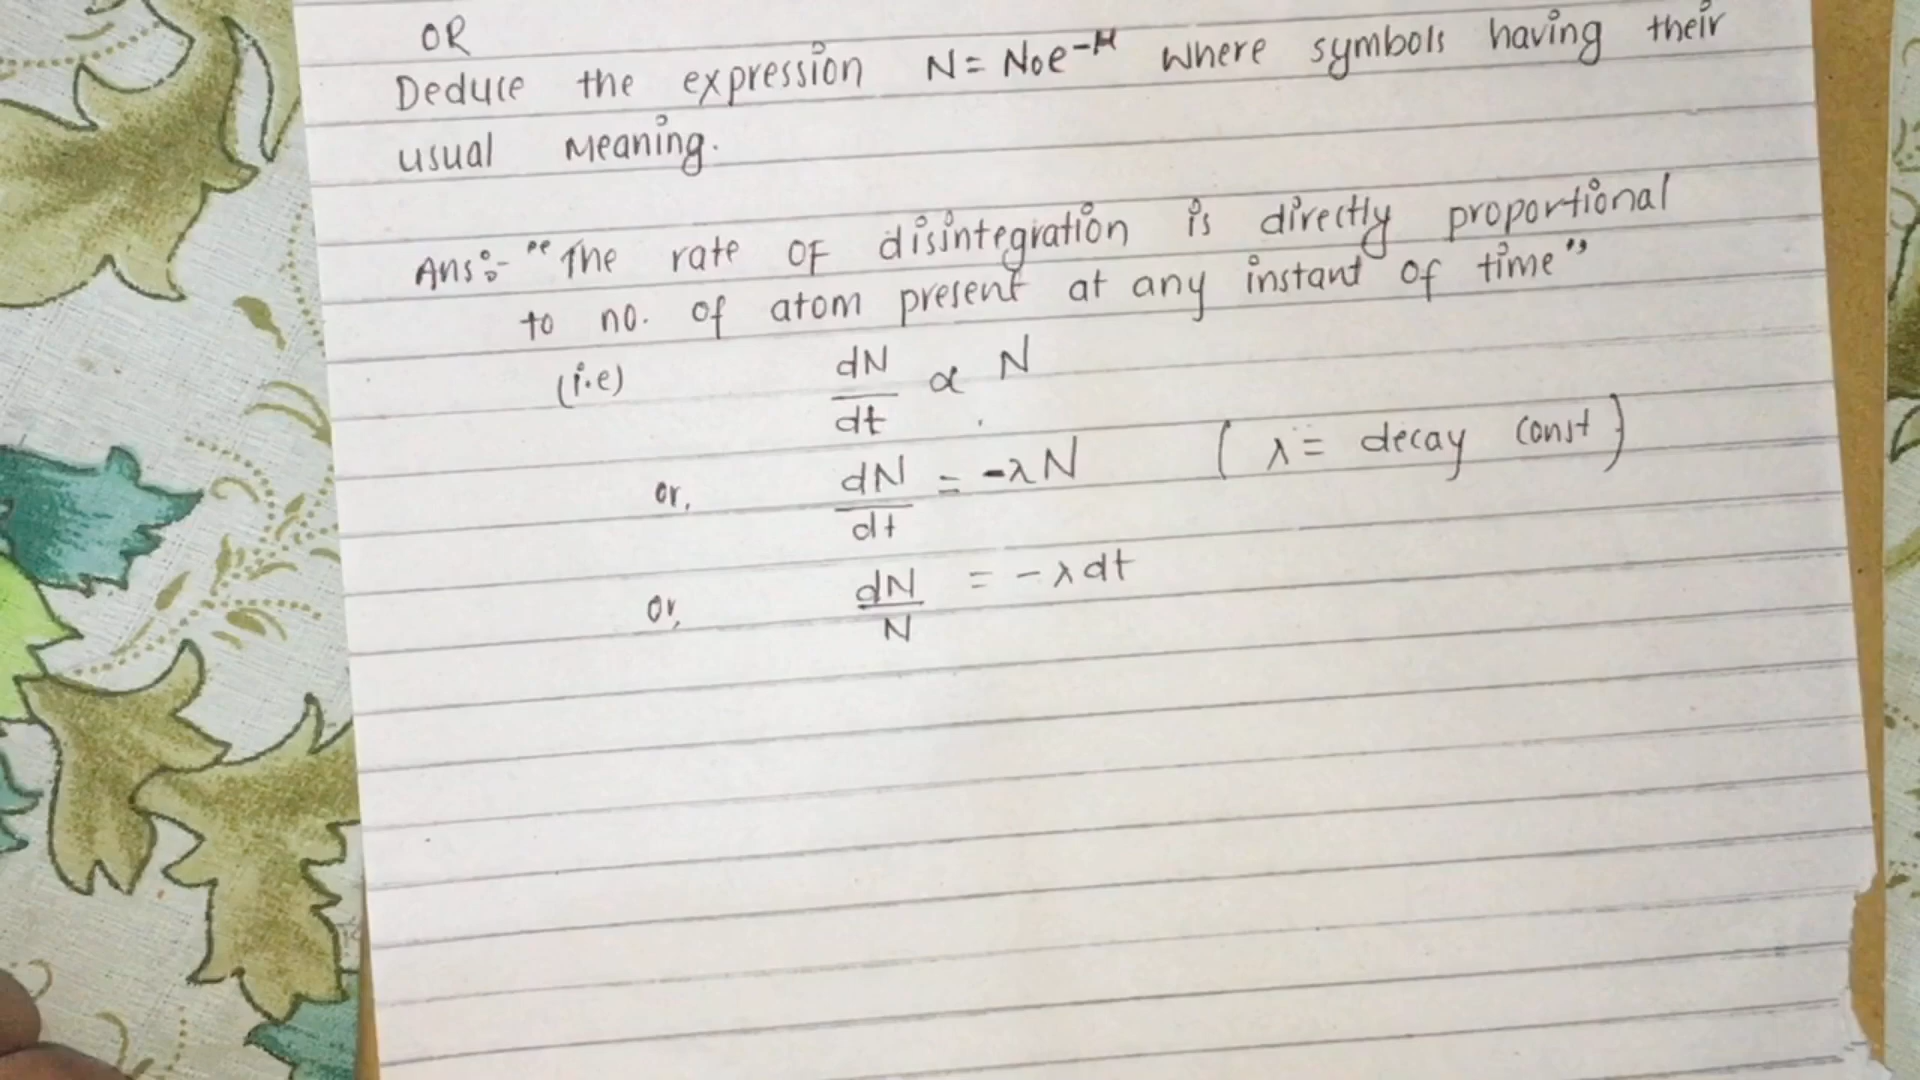 OR
Deduce the expression N = N₀e^-λt where symbols having their
usual meaning.
Ans:- "The rate of disintegration is directly proportional
to no. of atom present at any instant of time"
(i.e) dN/dt ∝ N
or, dN/dt = -λN (λ = decay const)
or, dN/N = -λdt